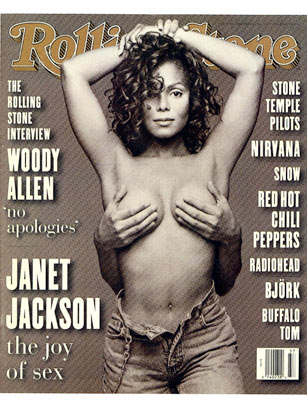 Rolling Stone
THE
ROLLING
STONE
INTERVIEW
WOODY
ALLEN
'no
apologies'
JANET
JACKSON
the joy
of sex
STONE
TEMPLE
PILOTS
NIRVANA
SNOW
RED HOT
CHILI
PEPPERS
RADIOHEAD
BJÖRK
BUFFALO
TOM